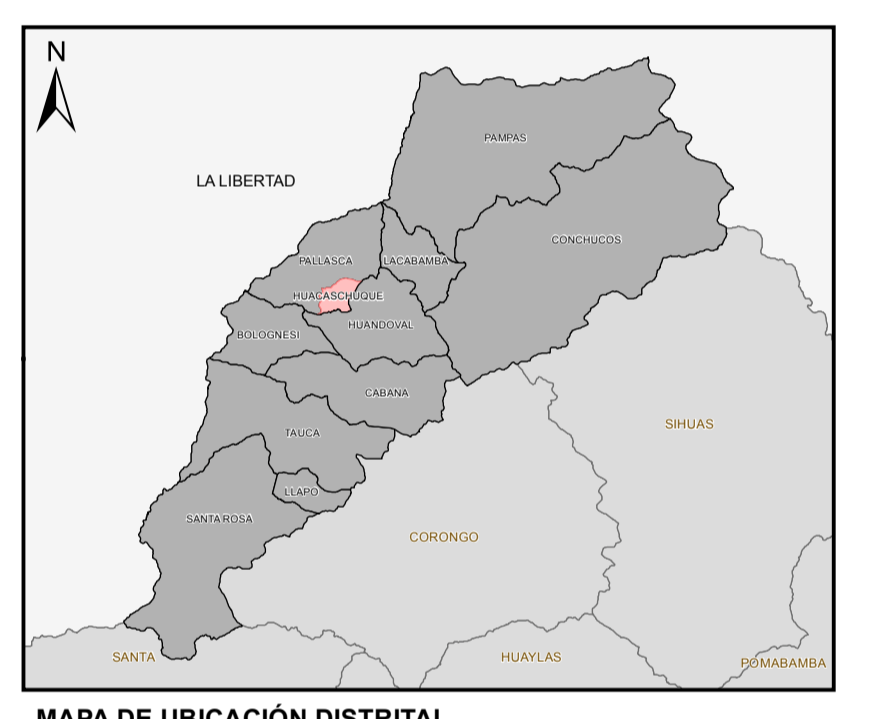 N
PAMPAS
LA LIBERTAD
CONCHUCOS
PALLASCA
LACABAMBA
HUACASCHUQUE
HUANDOVAL
BOLOGNESI
CABANA
SIHUAS
TAUCA
LLAPO
SANTA ROSA
CORONGO
SANTA
HUAYLAS
POMABAMBA
MAPA DE UBICACIÓN DISTRITAL